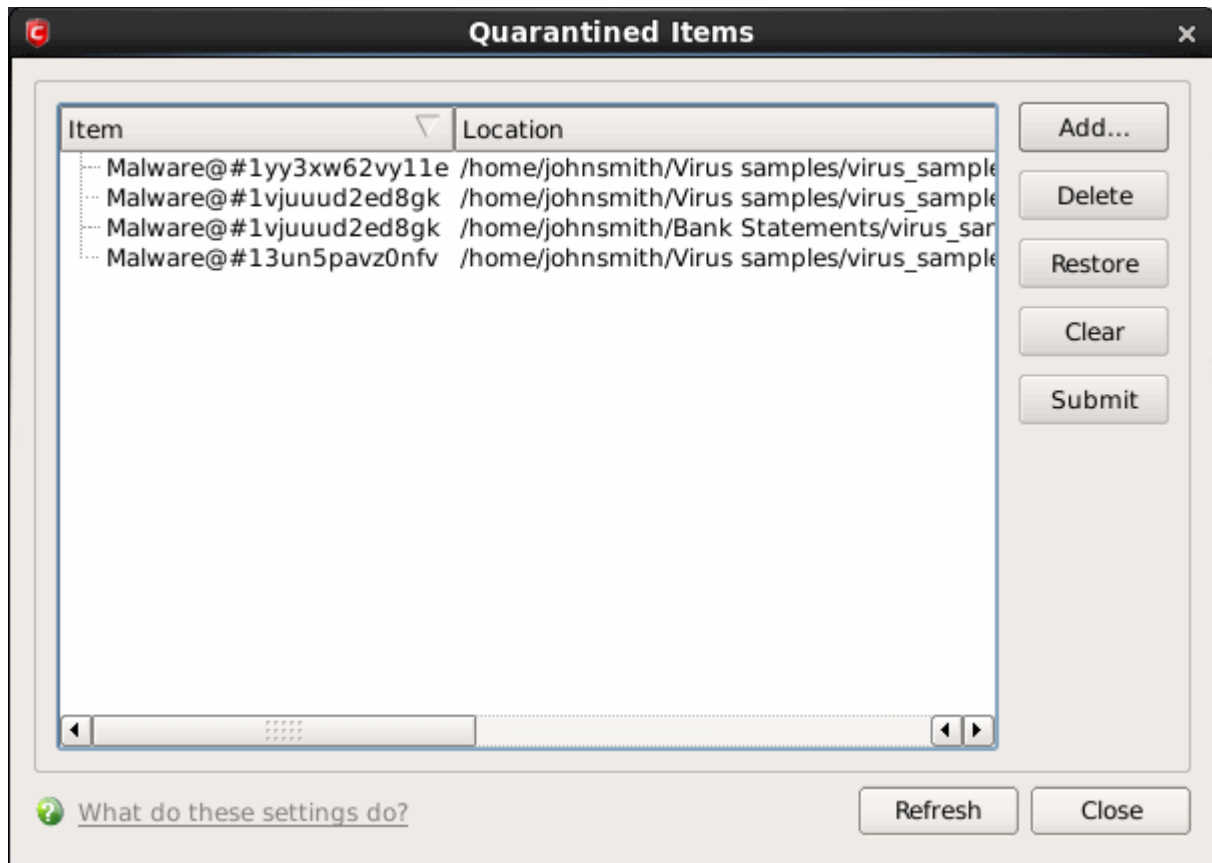 Quarantined Items
Item Location
Malware@#1yy3xw62vy11e /home/johnsmith/Virus samples/virus_sample
Malware@#1vjuuud2ed8gk /home/johnsmith/Virus samples/virus_sample
Malware@#1vjuuud2ed8gk /home/johnsmith/Bank Statements/virus_sar
Malware@#13un5pavz0nfv /home/johnsmith/Virus samples/virus_sample
Add...
Delete
Restore
Clear
Submit
What do these settings do?
Refresh
Close